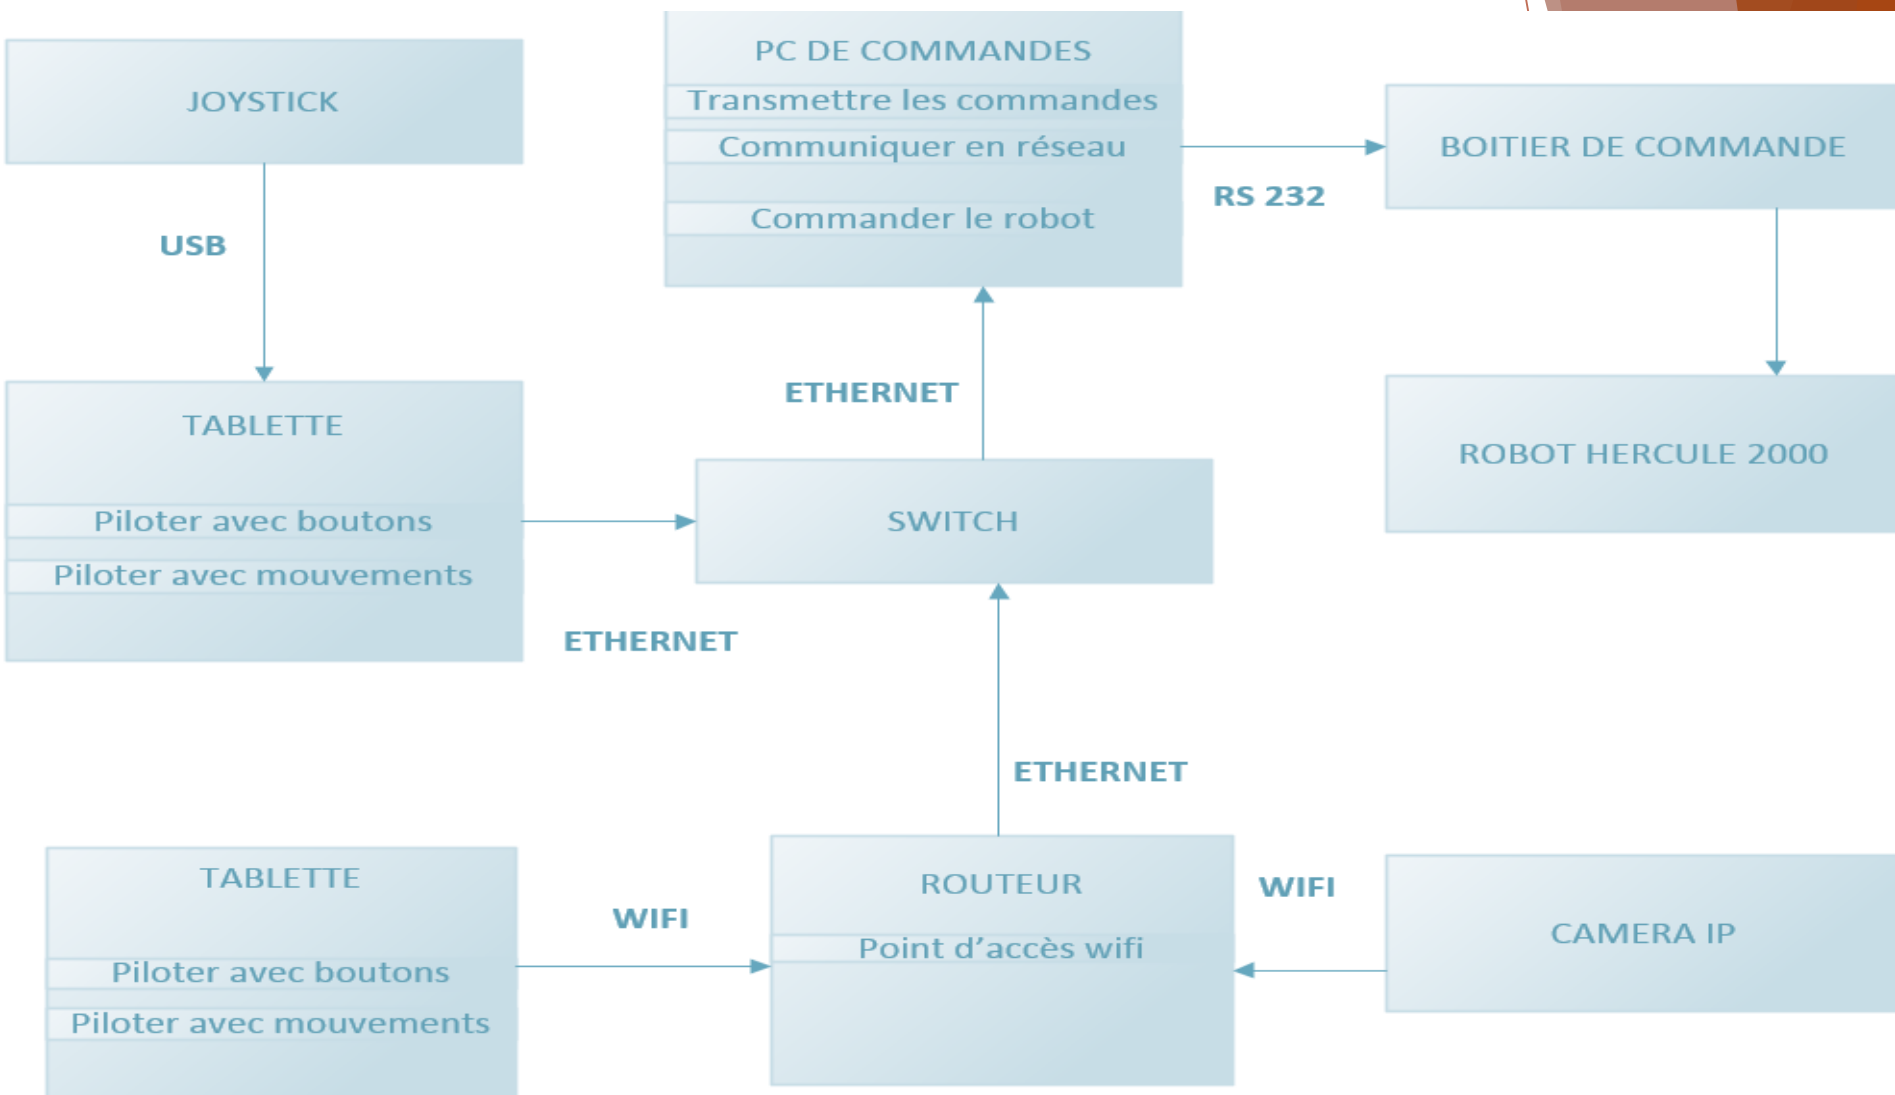 JOYSTICK
USB
PC DE COMMANDES
Transmettre les commandes
Communiquer en réseau
Commander le robot
RS 232
BOITIER DE COMMANDE
TABLETTE
Piloter avec boutons
Piloter avec mouvements
ETHERNET
ETHERNET
SWITCH
ROBOT HERCULE 2000
ETHERNET
TABLETTE
Piloter avec boutons
Piloter avec mouvements
WIFI
ROUTEUR
Point d’accès wifi
WIFI
CAMERA IP